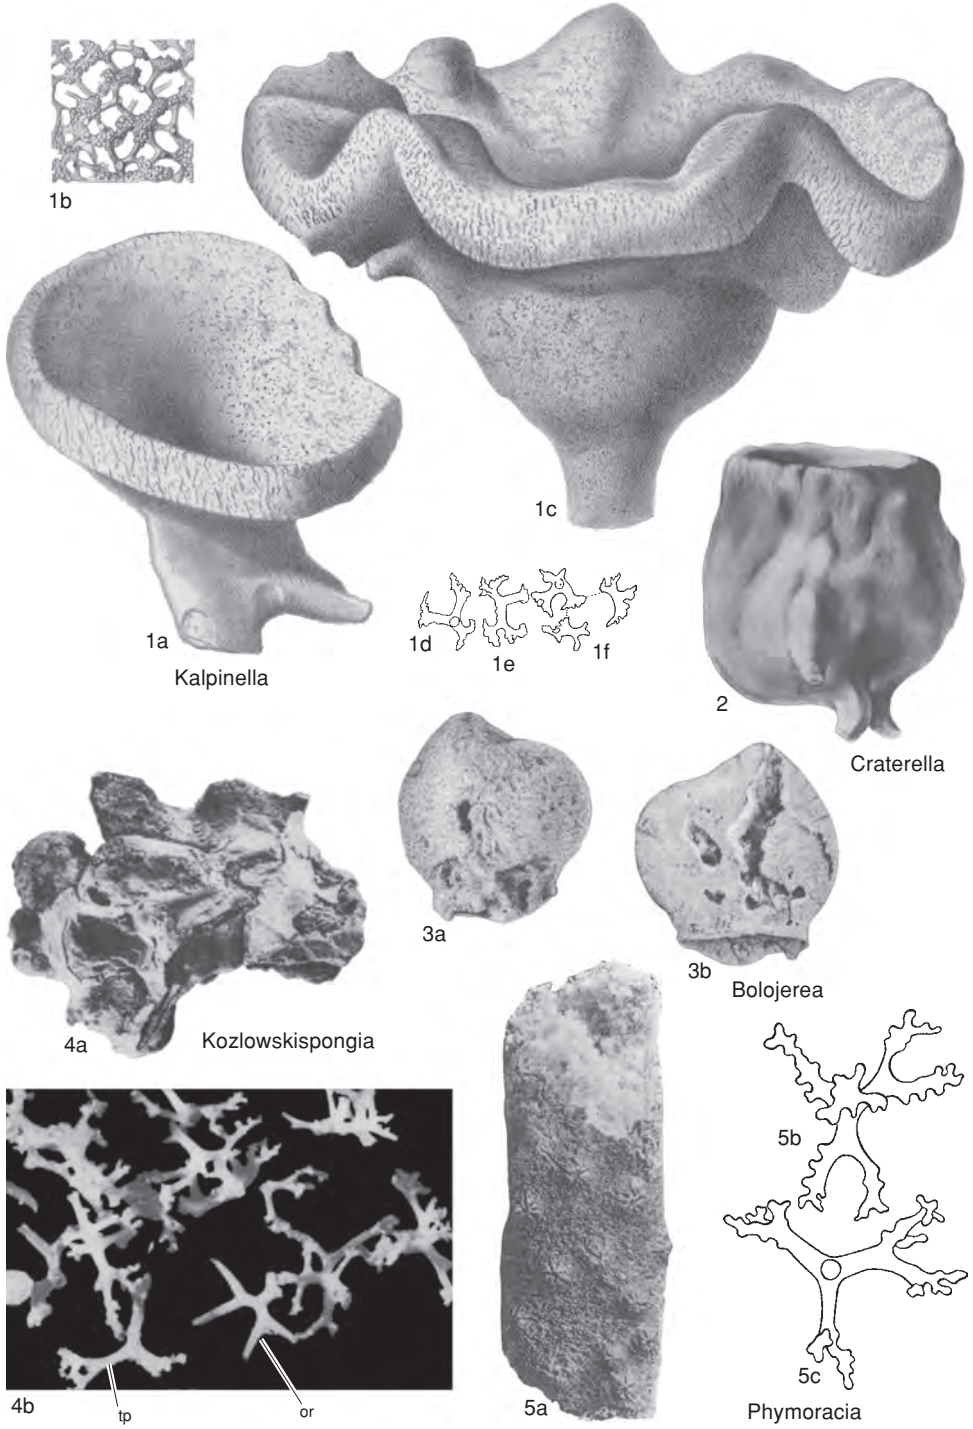 1b
1c
1a
Kalpinella
1d
1e
1f
2
Craterella
3a
3b
Bolojerea
4a
Kozlowskispongia
5b
5c
4b
tp
or
5a
Phymoracia